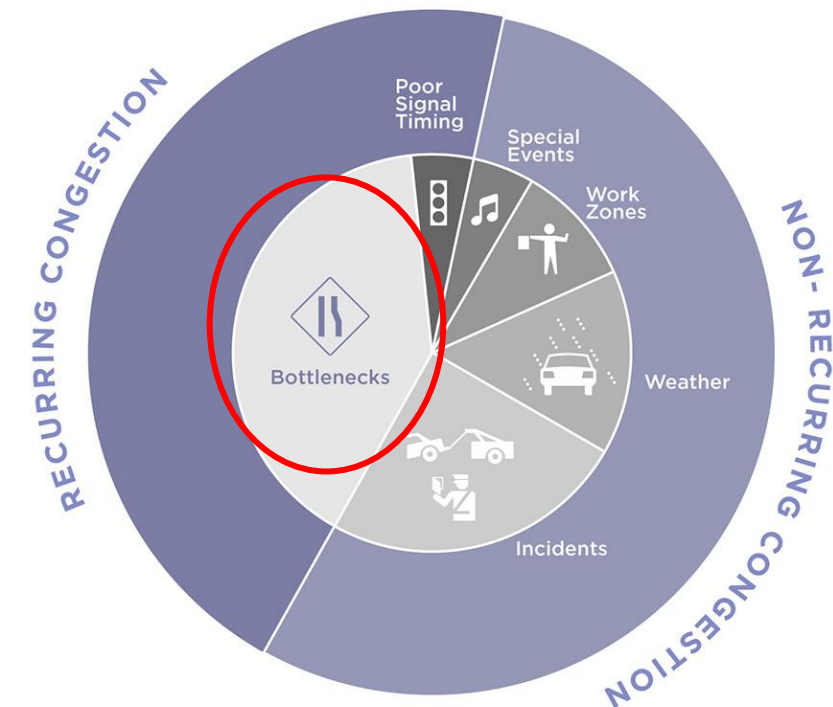 RECURRING CONGESTION
Poor
Signal
Timing
Special
Events
Work
Zones
Bottlenecks
Weather
Incidents
NON- RECURRING CONGESTION